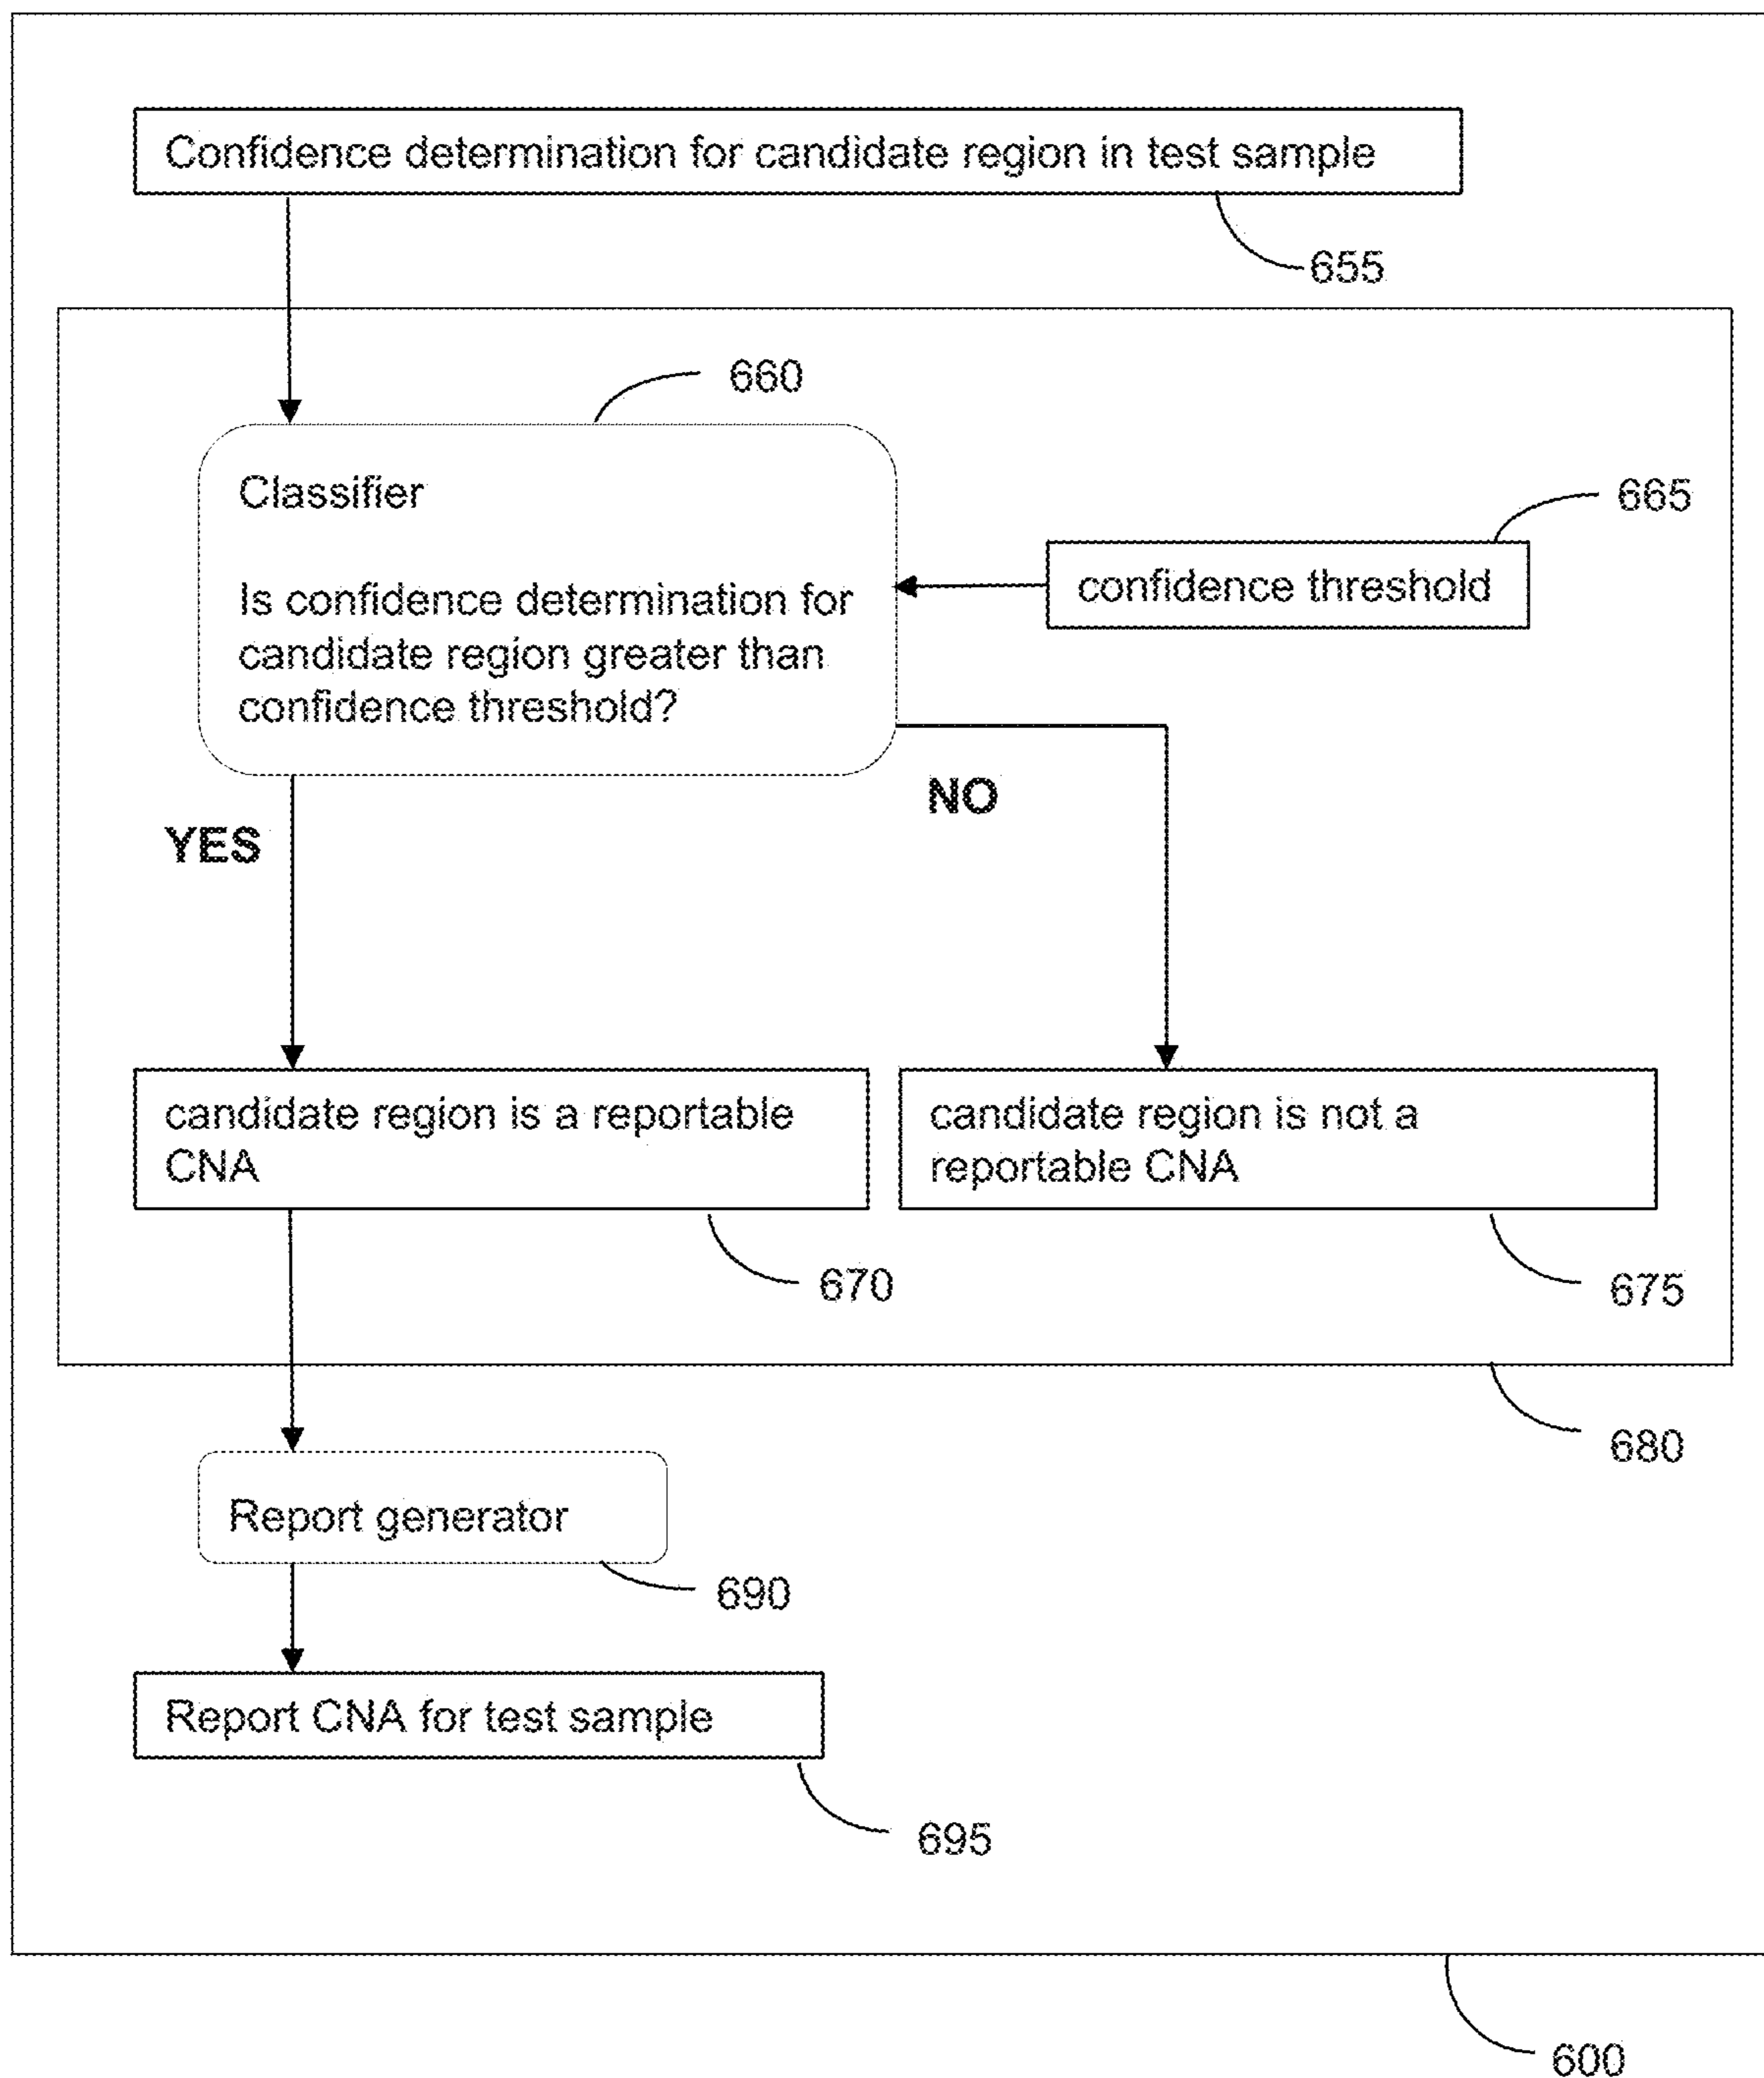 Confidence determination for candidate region in test sample
655
660
Classifier
665
confidence threshold
Is confidence determination for
candidate region greater than
confidence threshold?
NO
YES
candidate region is a reportable
CNA
candidate region is not a
reportable CNA
670
675
680
Report generator
690
Report CNA for test sample
695
600